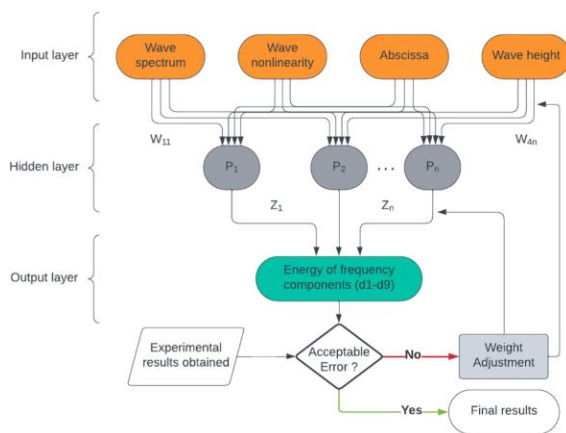 Input layer
Wave
spectrum
Wave
nonlinearity
Abscissa
Wave height
W11
W4n
Hidden layer
P1
P2
...
Pn
Z1
Zn
Output layer
Energy of frequency
components (d1-d9)
Experimental
results obtained
Acceptable
Error ?
No
Weight
Adjustment
Yes
Final results